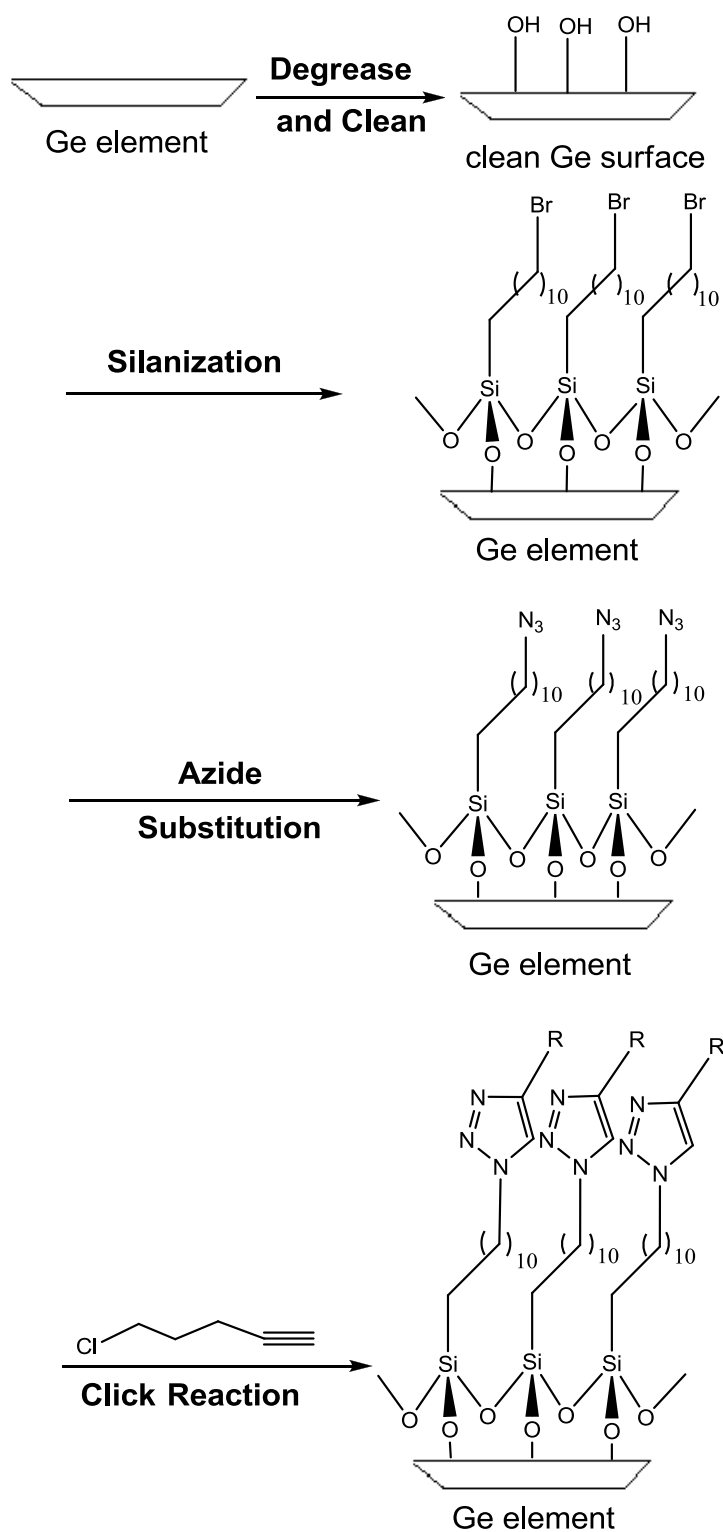 OH OH OH
Degrease
and Clean
Ge element
clean Ge surface
Br Br Br
( )10 ( )10 ( )10
Silanization
Si Si Si
O O O O
O O O
Ge element
N3 N3 N3
( )10 ( )10 ( )10
Azide
Substitution
Si Si Si
O O O O
O O O
Ge element
R R R
N N N
N N N
N N N
( )10 ( )10 ( )10
Cl
Click Reaction
Si Si Si
O O O O
O O O
Ge element